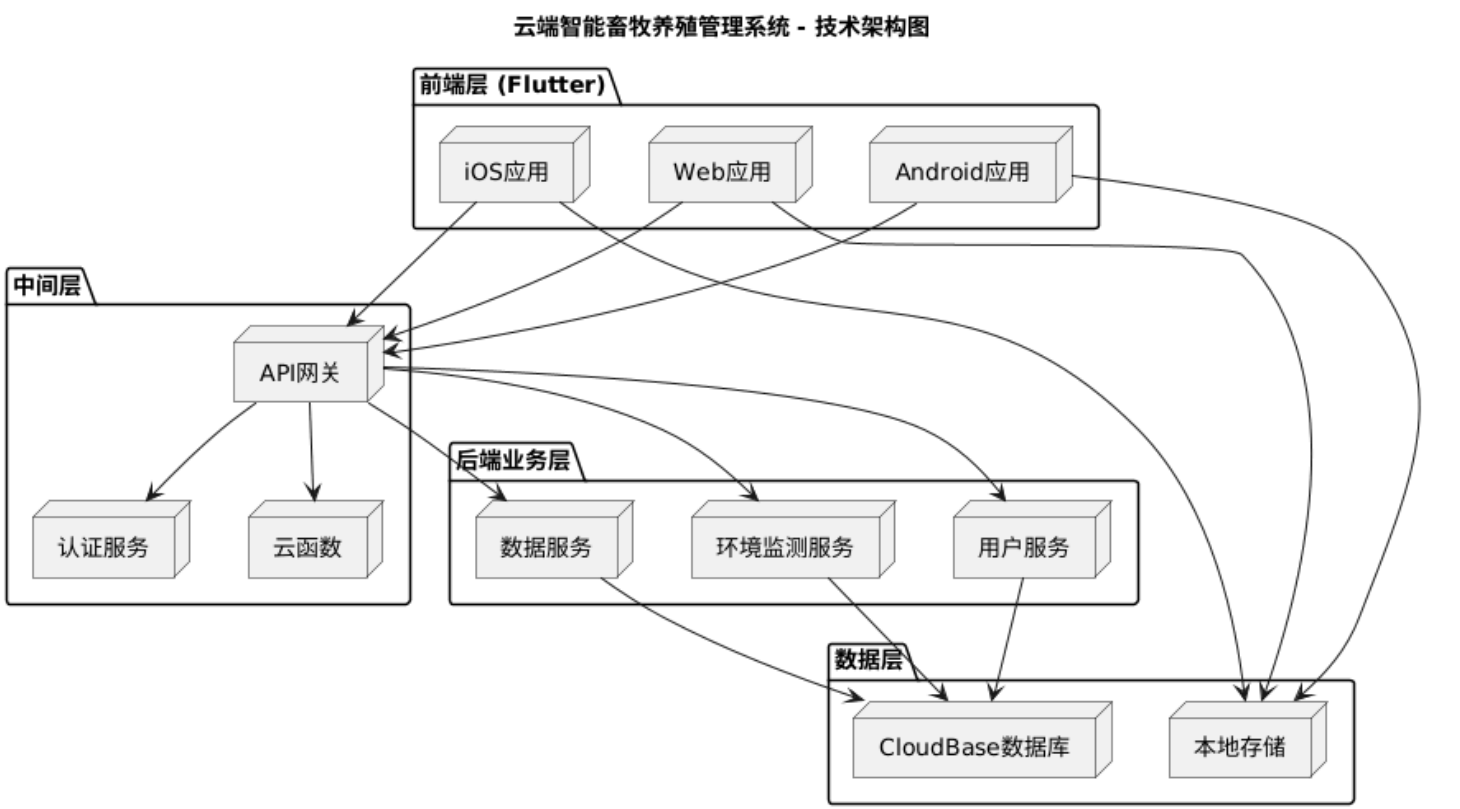 云端智能畜牧养殖管理系统 - 技术架构图
前端层 (Flutter)
iOS应用
Web应用
Android应用
中间层
API网关
认证服务
云函数
后端业务层
数据服务
环境监测服务
用户服务
数据层
CloudBase数据库
本地存储